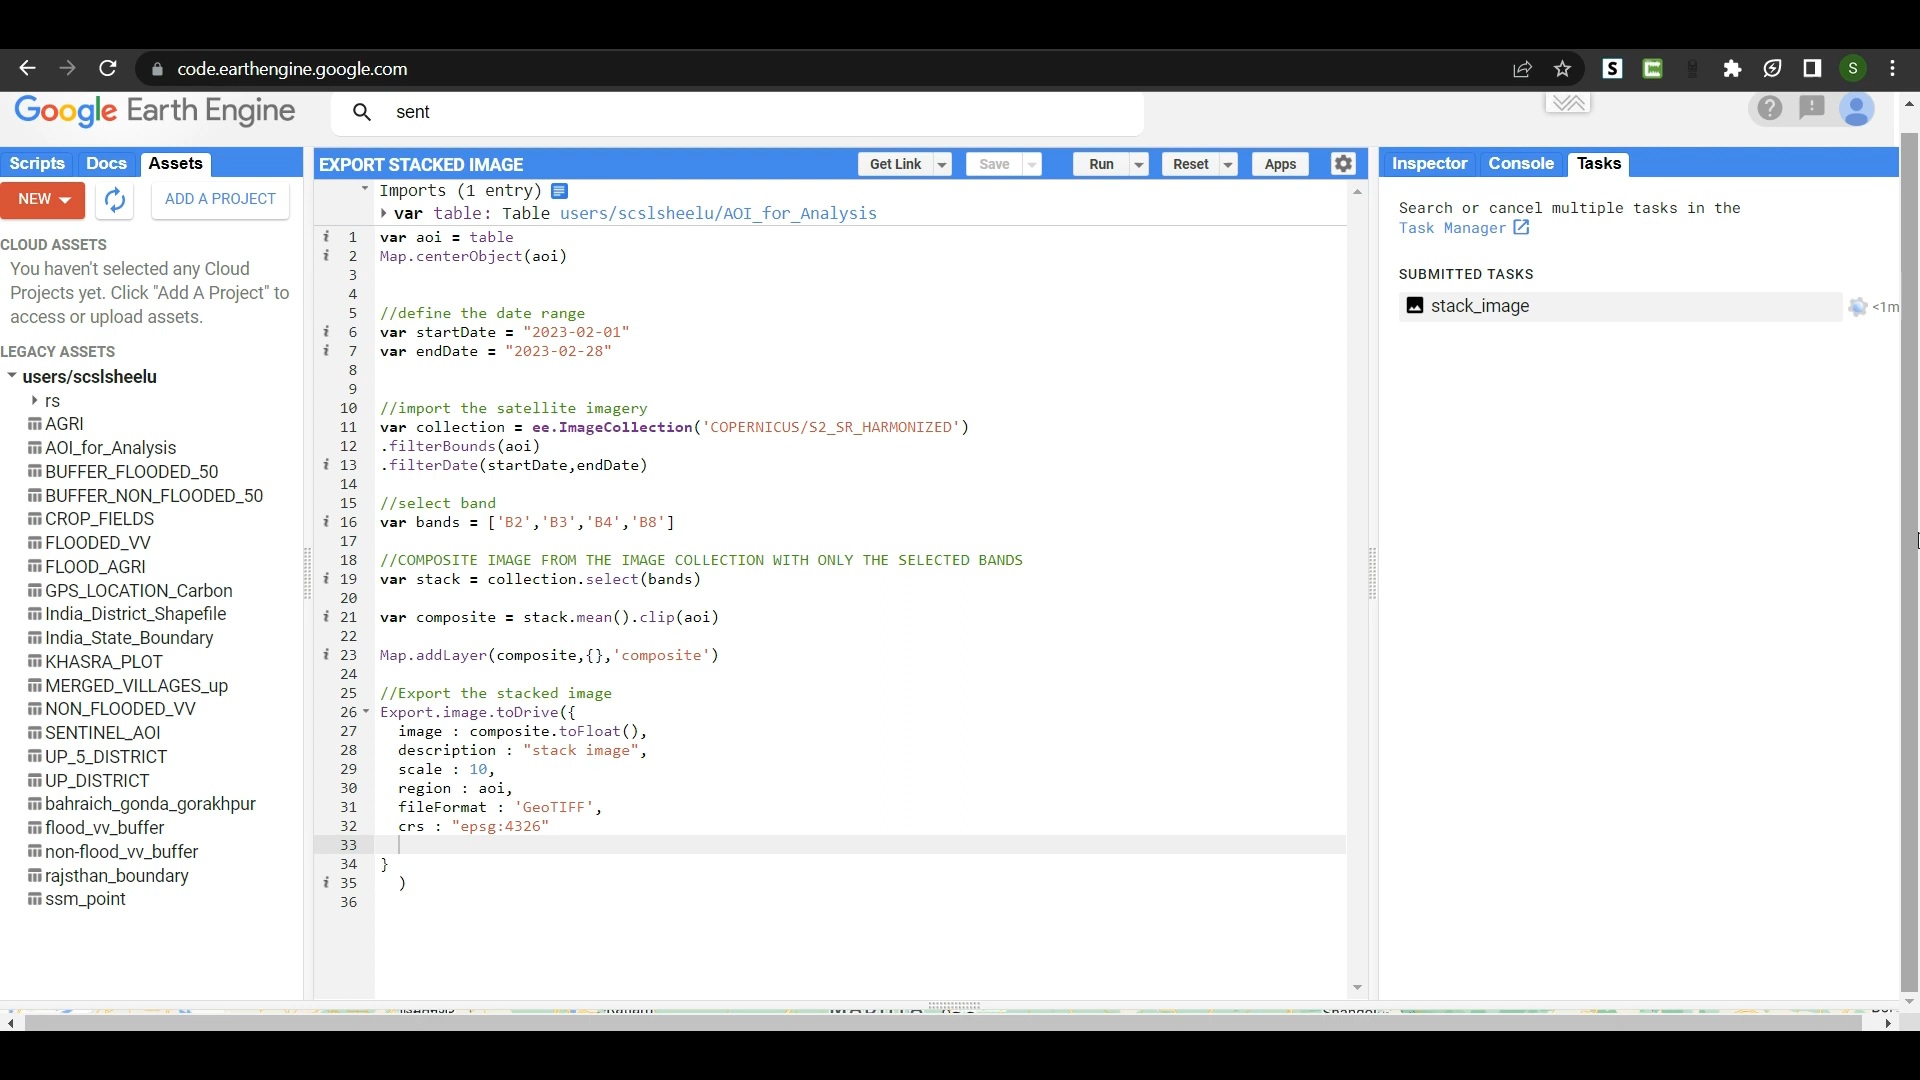 code.earthengine.google.com
S
S
Google Earth Engine
sent
Scripts Docs Assets
NEW
ADD A PROJECT
CLOUD ASSETS
You haven't selected any Cloud
Projects yet. Click "Add A Project" to
access or upload assets.
LEGACY ASSETS
users/scslsheelu
rs
AGRI
AOI_for_Analysis
BUFFER_FLOODED_50
BUFFER_NON_FLOODED_50
CROP_FIELDS
FLOODED_VV
FLOOD_AGRI
GPS_LOCATION_Carbon
India_District_Shapefile
India_State_Boundary
KHASRA_PLOT
MERGED_VILLAGES_up
NON_FLOODED_VV
SENTINEL_AOI
UP_5_DISTRICT
UP_DISTRICT
bahraich_gonda_gorakhpur
flood_vv_buffer
non-flood_vv_buffer
rajsthan_boundary
ssm_point
EXPORT STACKED IMAGE
Get Link Save Run Reset Apps
Imports (1 entry)
var table: Table users/scslsheelu/AOI_for_Analysis
i 1 var aoi = table
i 2 Map.centerObject(aoi)
3
4
5 //define the date range
i 6 var startDate = "2023-02-01"
i 7 var endDate = "2023-02-28"
8
9
10 //import the satellite imagery
11 var collection = ee.ImageCollection('COPERNICUS/S2_SR_HARMONIZED')
12 .filterBounds(aoi)
i 13 .filterDate(startDate,endDate)
14
15 //select band
i 16 var bands = ['B2','B3','B4','B8']
17
18 //COMPOSITE IMAGE FROM THE IMAGE COLLECTION WITH ONLY THE SELECTED BANDS
i 19 var stack = collection.select(bands)
20
i 21 var composite = stack.mean().clip(aoi)
22
i 23 Map.addLayer(composite,{},'composite')
24
25 //Export the stacked image
26 Export.image.toDrive({
27 image : composite.toFloat(),
28 description : "stack image",
29 scale : 10,
30 region : aoi,
31 fileFormat : 'GeoTIFF',
32 crs : "epsg:4326"
33
34 }
i 35 )
36
Inspector Console Tasks
Search or cancel multiple tasks in the
Task Manager
SUBMITTED TASKS
stack_image
<1m